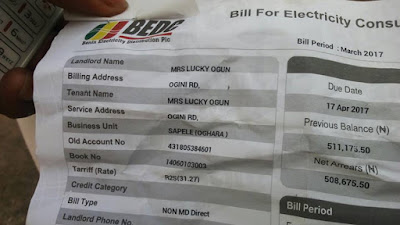 BEDC
Benin Electricity Distribution Plc.
Bill For Electricity Consu
Bill Period : March 2017
Landlord Name MRS LUCKY OGUN
Billing Address OGINI RD,
Tenant Name MRS LUCKY OGUN
Service Address OGINI RD,
Business Unit SAPELE (OGHARA )
Old Account No 431805384601
Book No 14060103003
Tarriff (Rate) R2S(31.27)
Credit Category
Bill Type NON MD Direct
Landlord Phone No.
Due Date
17 Apr 2017
Previous Balance (₦)
511,175.50
Net Arrears (₦)
508,675.50
Bill Period